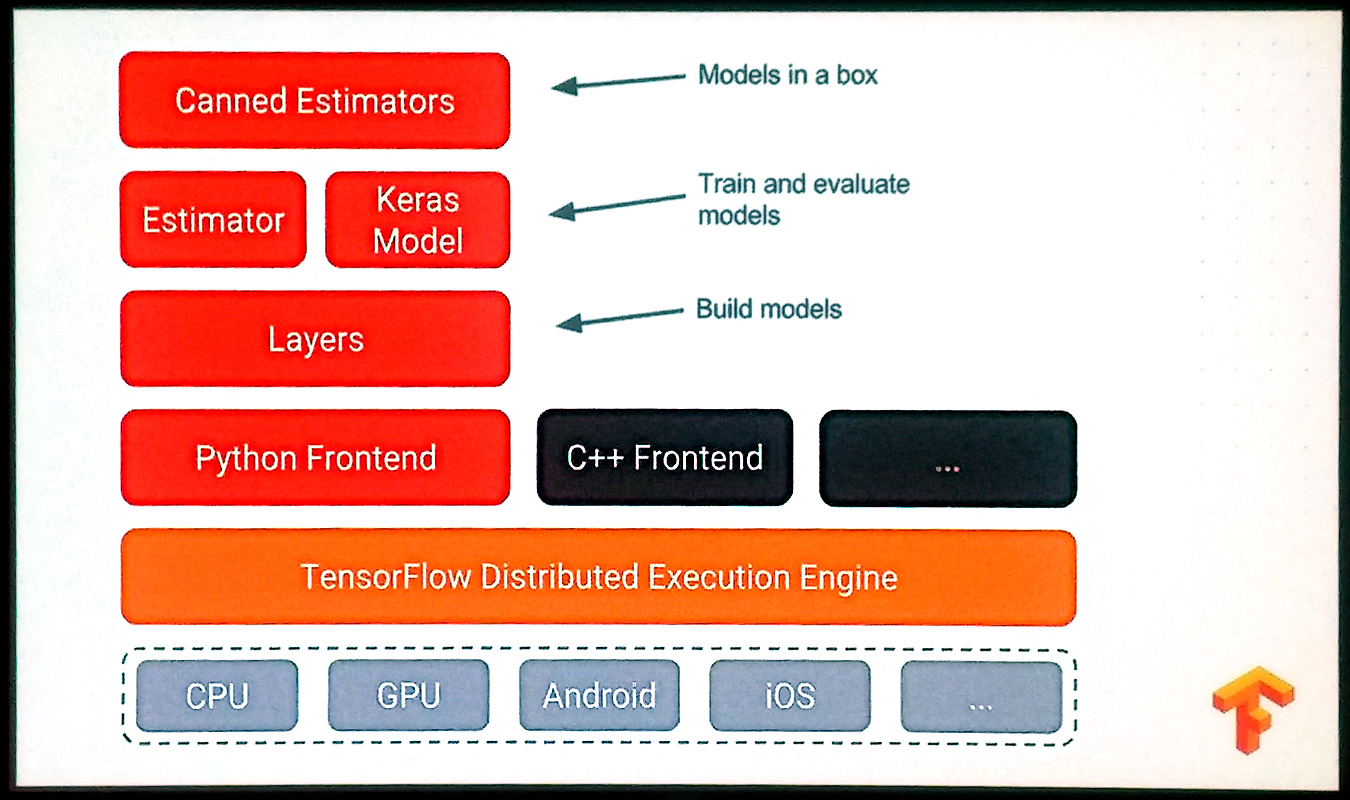 Canned Estimators
Models in a box
Estimator
Keras
Model
Train and evaluate
models
Layers
Build models
Python Frontend
C++ Frontend
...
TensorFlow Distributed Execution Engine
CPU
GPU
Android
iOS
...